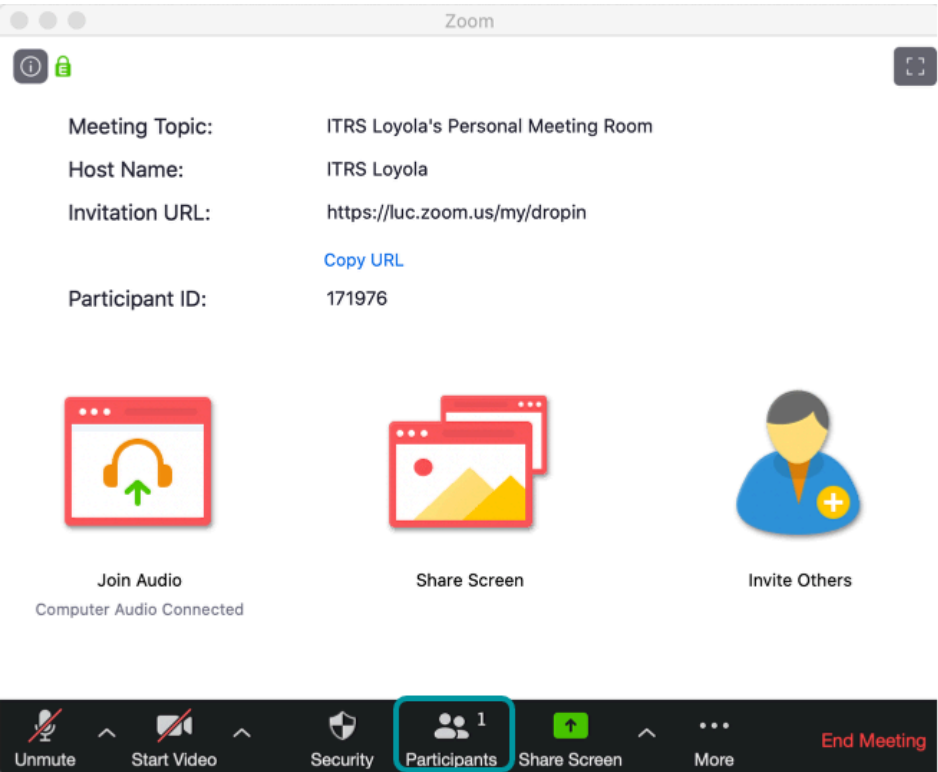 Zoom
Meeting Topic: ITRS Loyola's Personal Meeting Room
Host Name: ITRS Loyola
Invitation URL: https://luc.zoom.us/my/dropin
Copy URL
Participant ID: 171976
Join Audio Share Screen Invite Others
Computer Audio Connected
1
Unmute Start Video Security Participants Share Screen More End Meeting